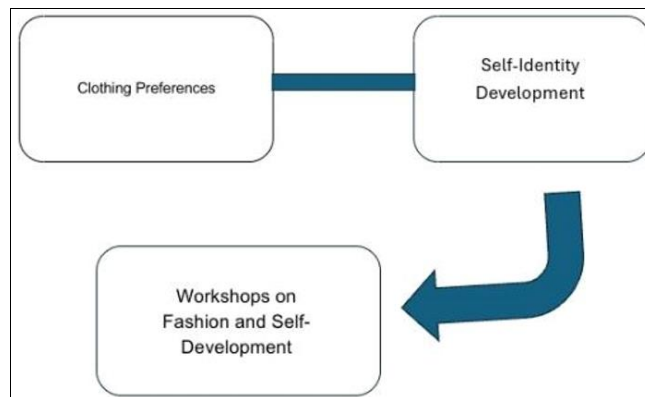 Clothing Preferences
Self-Identity
Development
Workshops on
Fashion and Self-
Development